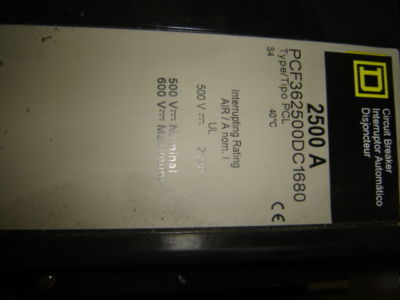 Circuit Breaker
Interruptor Automático
Disjoncteur
2500 A
PCF362500DC1680
Type/Tipo PCL
S4
40°C
CE
Interrupting Rating
AIR / A nom. I
UL
500 V
500 V Nominal
600 V Maximum